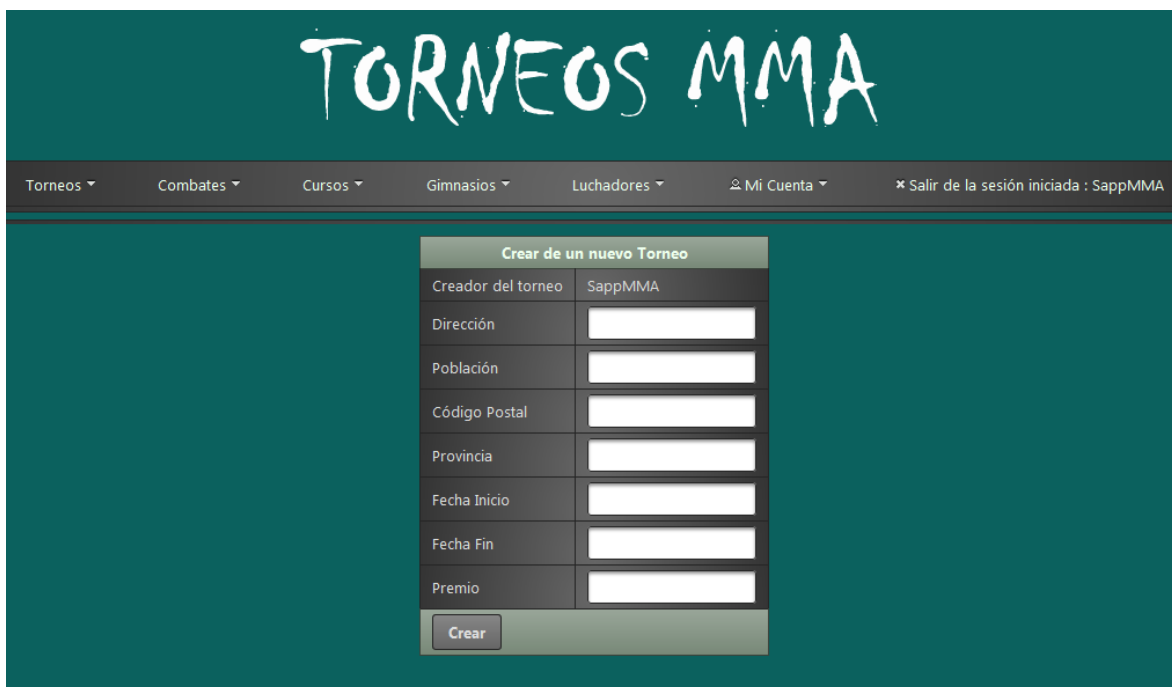 TORNEOS MMA
Torneos Combates Cursos Gimnasios Luchadores Mi Cuenta Salir de la sesión iniciada : SappMMA
Crear de un nuevo Torneo
Creador del torneo SappMMA
Dirección
Población
Código Postal
Provincia
Fecha Inicio
Fecha Fin
Premio
Crear